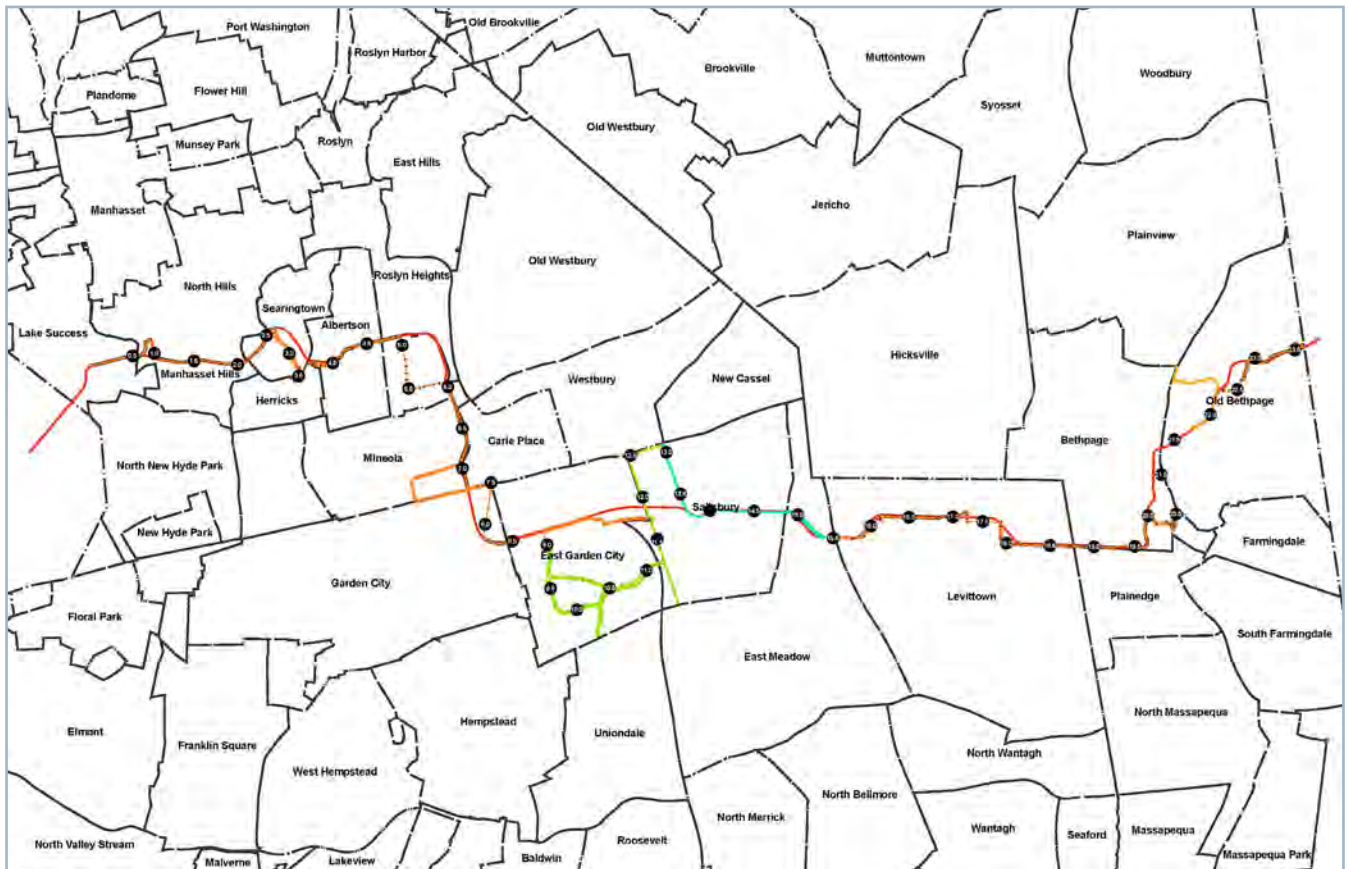 Port Washington
Old Brookville
Roslyn Harbor
Brookville
Muttontown
Woodbury
Plandome
Flower Hill
Syosset
Old Westbury
Munsey Park
Roslyn
East Hills
Manhasset
Jericho
Plainview
Old Westbury
Roslyn Heights
North Hills
Searingtown
Albertson
Lake Success
Hicksville
Manhasset Hills
Westbury
New Cassel
Herricks
Old Bethpage
Carle Place
Bethpage
Mineola
North New Hyde Park
Salisbury
New Hyde Park
Farmingdale
East Garden City
Garden City
Levittown
Plainedge
Floral Park
South Farmingdale
East Meadow
Hempstead
North Massapequa
Elmont
Uniondale
Franklin Square
North Wantagh
West Hempstead
North Bellmore
North Merrick
Wantagh
Massapequa
Seaford
Roosevelt
North Valley Stream
Baldwin
Massapequa Park
Malverne
Lakeview